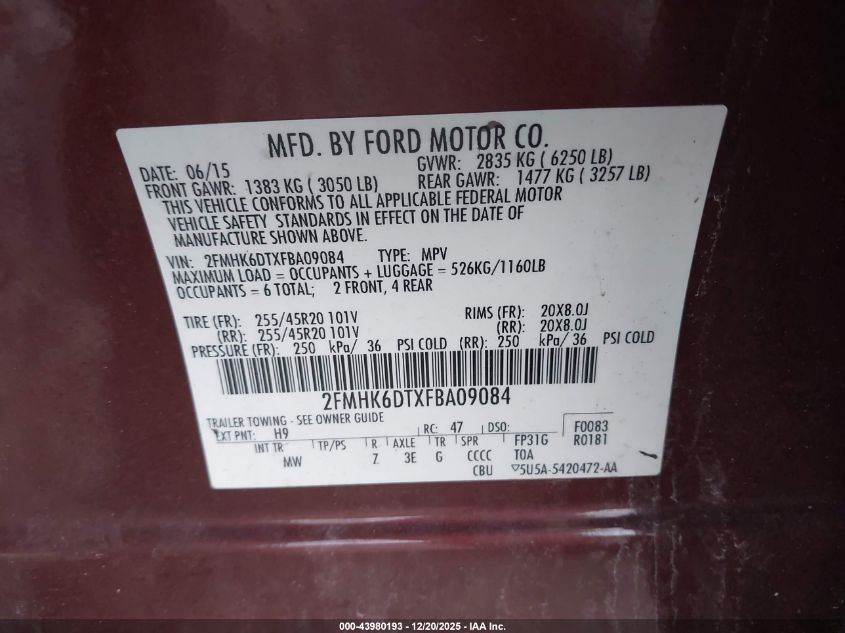 MFD. BY FORD MOTOR CO.
DATE: 06/15 GVWR: 2835 KG ( 6250 LB)
FRONT GAWR: 1383 KG ( 3050 LB) REAR GAWR: 1477 KG ( 3257 LB)
THIS VEHICLE CONFORMS TO ALL APPLICABLE FEDERAL MOTOR
VEHICLE SAFETY STANDARDS IN EFFECT ON THE DATE OF
MANUFACTURE SHOWN ABOVE.
VIN: 2FMHK6DTXFBA09084 TYPE: MPV
MAXIMUM LOAD = OCCUPANTS + LUGGAGE = 526KG/1160LB
OCCUPANTS = 6 TOTAL; 2 FRONT, 4 REAR
TIRE (FR): 255/45R20 101V RIMS (FR): 20X8.0J
(RR): 255/45R20 101V (RR): 20X8.0J
PRESSURE (FR): 250 kPa/ 36 PSI COLD (RR): 250 kPa/ 36 PSI COLD
2FMHK6DTXFBA09084
TRAILER TOWING - SEE OWNER GUIDE
EXT PNT: H9 RC: 47 DSO: F0083
R0181
INT TR TP/PS R AXLE TR SPR FP31G
MW Z 3E G CCCC TOA
CBU ▽5U5A-5420472-AA
000-43980193 - 12/20/2025 - IAA Inc.